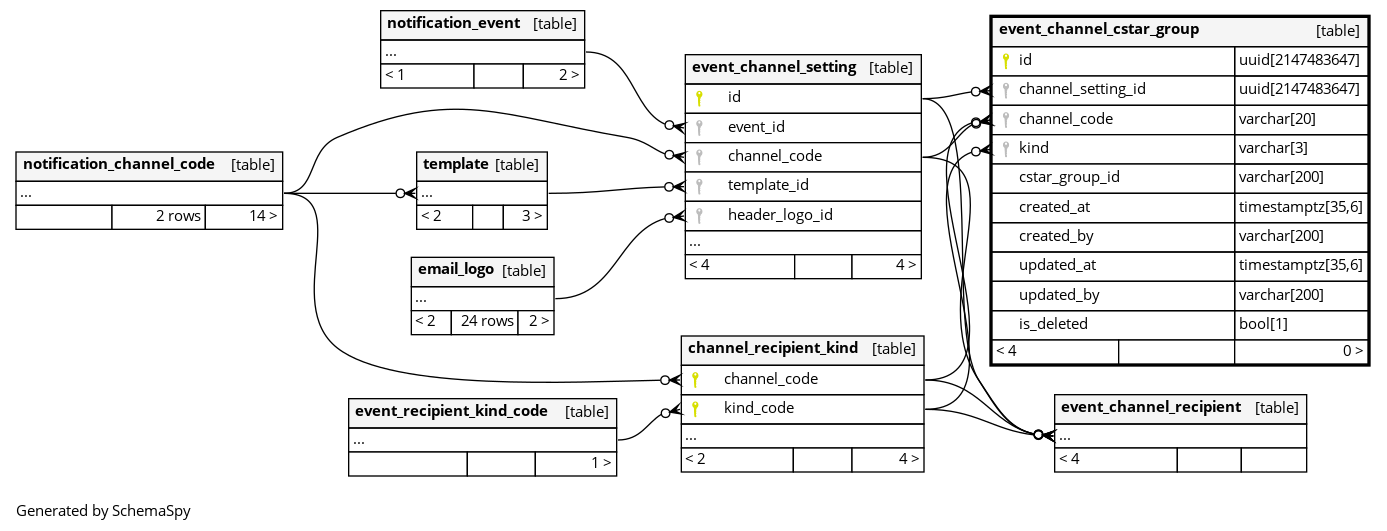 notification_event [table]
...
< 1 2 >
notification_channel_code [table]
...
2 rows 14 >
template [table]
...
< 2 3 >
email_logo [table]
...
< 2 24 rows 2 >
event_recipient_kind_code [table]
...
1 >
event_channel_setting [table]
id
event_id
channel_code
template_id
header_logo_id
...
< 4 4 >
channel_recipient_kind [table]
channel_code
kind_code
...
< 2 4 >
event_channel_cstar_group [table]
id uuid[2147483647]
channel_setting_id uuid[2147483647]
channel_code varchar[20]
kind varchar[3]
cstar_group_id varchar[200]
created_at timestamptz[35,6]
created_by varchar[200]
updated_at timestamptz[35,6]
updated_by varchar[200]
is_deleted bool[1]
< 4 0 >
event_channel_recipient [table]
...
< 4
Generated by SchemaSpy